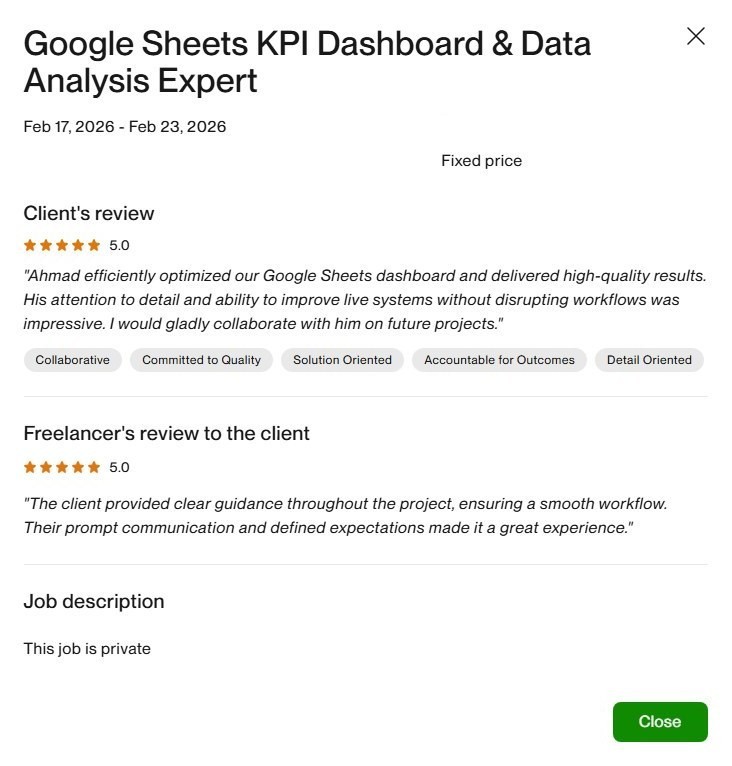 Google Sheets KPI Dashboard & Data
Analysis Expert
Feb 17, 2026 - Feb 23, 2026
Fixed price
Client's review
5.0
"Ahmad efficiently optimized our Google Sheets dashboard and delivered high-quality results.
His attention to detail and ability to improve live systems without disrupting workflows was
impressive. I would gladly collaborate with him on future projects."
Collaborative Committed to Quality Solution Oriented Accountable for Outcomes Detail Oriented
Freelancer's review to the client
5.0
"The client provided clear guidance throughout the project, ensuring a smooth workflow.
Their prompt communication and defined expectations made it a great experience."
Job description
This job is private
Close